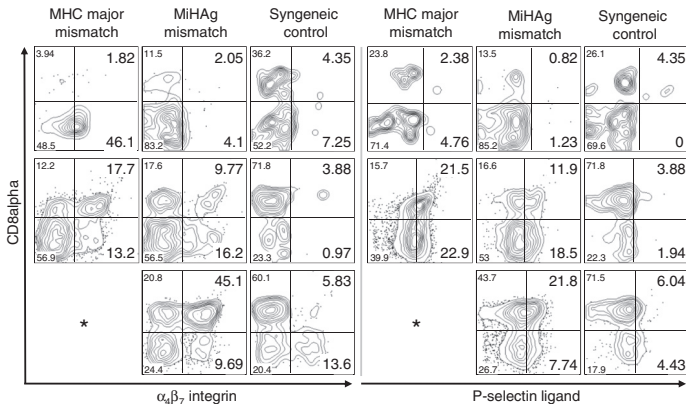 MHC major mismatch
MiHAg mismatch
Syngeneic control
MHC major mismatch
MiHAg mismatch
Syngeneic control
3.94 1.82 11.5 2.05 36.2 4.35 23.8 2.38 13.5 0.82 26.1 4.35
48.5 46.1 83.2 4.1 52.2 7.25 71.4 4.76 85.2 1.23 69.6 0
12.2 17.7 17.6 9.77 71.8 3.88 15.7 21.5 16.6 11.9 71.8 3.88
56.9 13.2 56.5 16.2 23.3 0.97 39.9 22.9 53 18.5 22.3 1.94
20.8 45.1 60.1 5.83 43.7 21.8 71.5 6.04
* *
24.4 9.69 20.4 13.6 26.7 7.74 17.9 4.43
CD8alpha
α₄β₇ integrin
P-selectin ligand